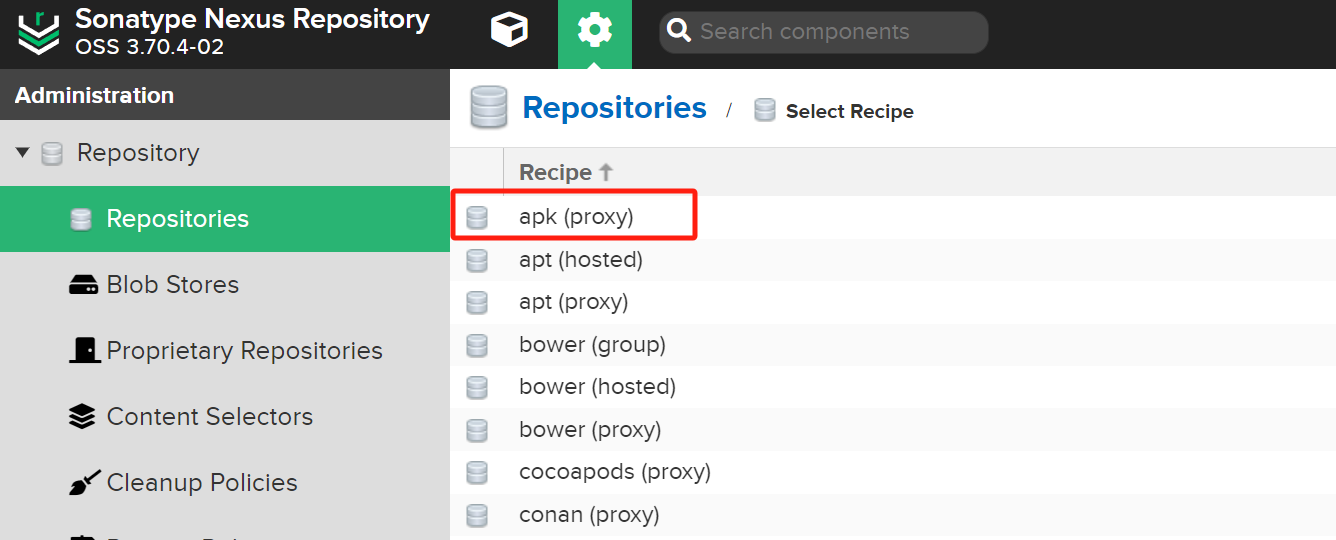 Sonatype Nexus Repository
OSS 3.70.4-02
Search components
Administration
Repositories / Select Recipe
Repository
Recipe
Repositories
apk (proxy)
apt (hosted)
Blob Stores
apt (proxy)
Proprietary Repositories
bower (group)
bower (hosted)
Content Selectors
bower (proxy)
Cleanup Policies
cocoapods (proxy)
conan (proxy)